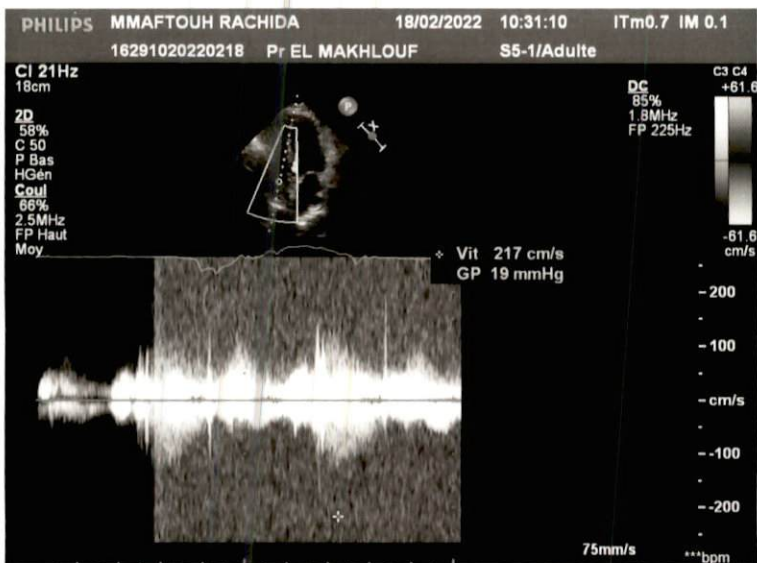 PHILIPS MMAFTOUH RACHIDA 18/02/2022 10:31:10 ITm0.7 IM 0.1
16291020220218 Pr EL MAKHLOUF S5-1/Adulte
CI 21Hz
18cm
2D
58%
C 50
P Bas
HGén
Coul
66%
2.5MHz
FP Haut
Moy
P
x
DC
85%
1.8MHz
FP 225Hz
C3 C4
+61.6
-61.6
cm/s
Vit 217 cm/s
GP 19 mmHg
- 200
- 100
- cm/s
- -100
- -200
75mm/s
***bpm